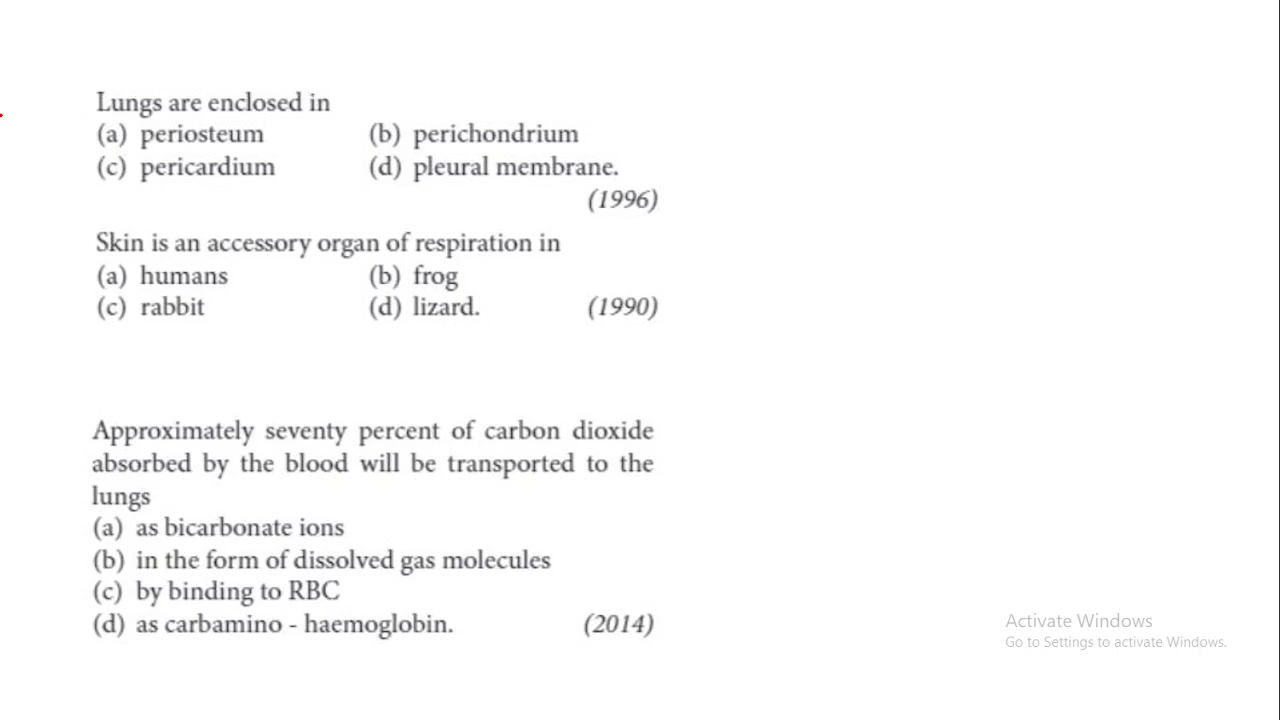 Lungs are enclosed in
(a) periosteum (b) perichondrium
(c) pericardium (d) pleural membrane.
(1996)
Skin is an accessory organ of respiration in
(a) humans (b) frog
(c) rabbit (d) lizard. (1990)
Approximately seventy percent of carbon dioxide
absorbed by the blood will be transported to the
lungs
(a) as bicarbonate ions
(b) in the form of dissolved gas molecules
(c) by binding to RBC
(d) as carbamino - haemoglobin. (2014)
Activate Windows
Go to Settings to activate Windows.